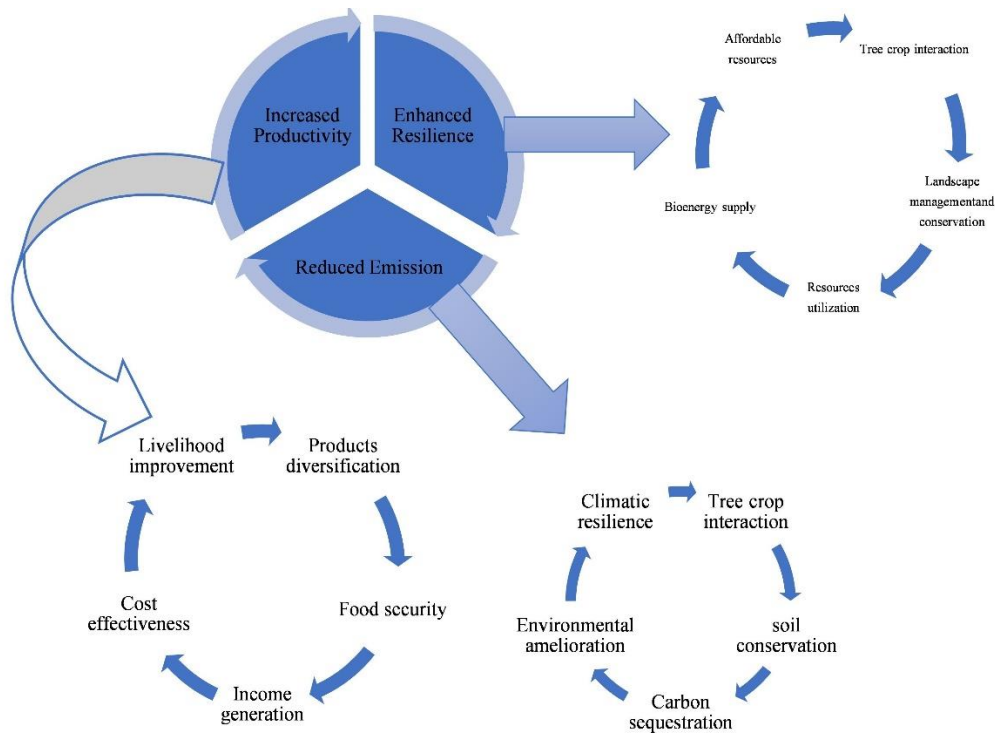 Increased
Productivity
Enhanced
Resilience
Reduced Emission
Affordable
resources
Tree crop interaction
Landscape
managementand
conservation
Resources
utilization
Bioenergy supply
Livelihood
improvement
Products
diversification
Food security
Income
generation
Cost
effectiveness
Climatic
resilience
Tree crop
interaction
soil
conservation
Carbon
sequestration
Environmental
amelioration